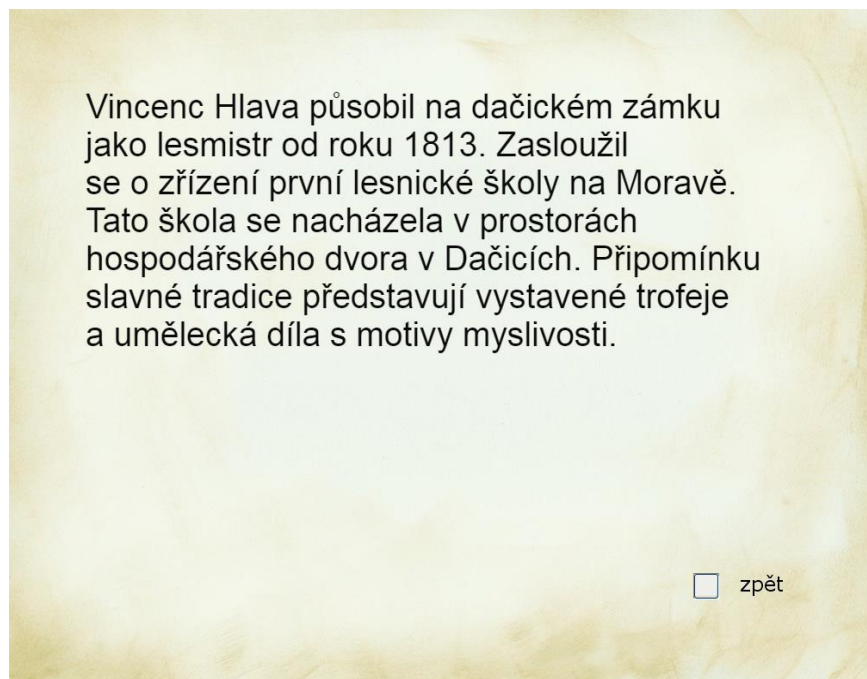 Vincenc Hlava působil na dačickém zámku
jako lesmistr od roku 1813. Zasloužil
se o zřízení první lesnické školy na Moravě.
Tato škola se nacházela v prostorách
hospodářského dvora v Dačicích. Připomínku
slavné tradice představují vystavené trofeje
a umělecká díla s motivy myslivosti.
zpět